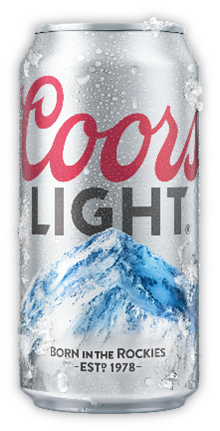 Coors
LIGHT®
BORN IN THE ROCKIES
-ESTD 1978-